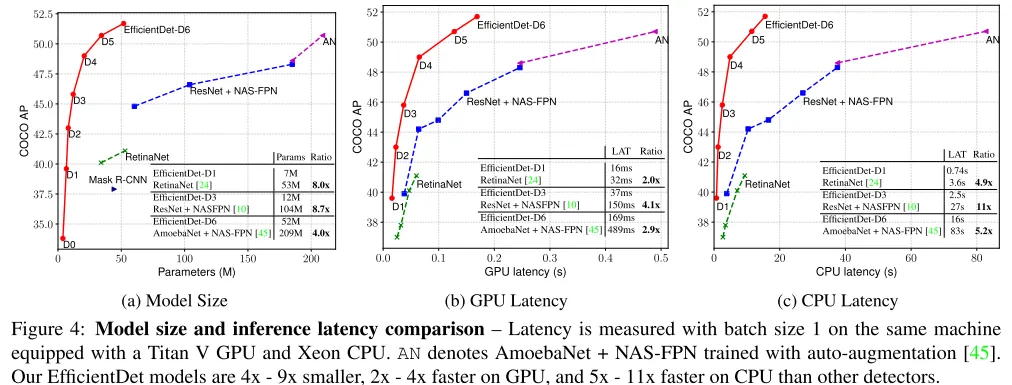 52.5
50.0
47.5
45.0
42.5
40.0
37.5
35.0
COCO AP
EfficientDet-D6
D5
AN
D4
D3
ResNet + NAS-FPN
D2
RetinaNet
D1
Mask R-CNN
D0
Params Ratio
EfficientDet-D1 7M
RetinaNet [24] 53M 8.0x
EfficientDet-D3 12M
ResNet + NASFPN [10] 104M 8.7x
EfficientDet-D6 52M
AmoebaNet + NAS-FPN [45] 209M 4.0x
0 50 100 150 200
Parameters (M)
(a) Model Size
52
50
48
46
44
42
40
38
COCO AP
EfficientDet-D6
D5
AN
D4
D3
ResNet + NAS-FPN
D2
RetinaNet
D1
LAT Ratio
EfficientDet-D1 16ms
RetinaNet [24] 32ms 2.0x
EfficientDet-D3 37ms
ResNet + NASFPN [10] 150ms 4.1x
EfficientDet-D6 169ms
AmoebaNet + NAS-FPN [45] 489ms 2.9x
0.0 0.1 0.2 0.3 0.4 0.5
GPU latency (s)
(b) GPU Latency
52
50
48
46
44
42
40
38
COCO AP
EfficientDet-D6
D5
AN
D4
D3
ResNet + NAS-FPN
D2
RetinaNet
D1
LAT Ratio
EfficientDet-D1 0.74s
RetinaNet [24] 3.6s 4.9x
EfficientDet-D3 2.5s
ResNet + NASFPN [10] 27s 11x
EfficientDet-D6 16s
AmoebaNet + NAS-FPN [45] 83s 5.2x
0 20 40 60 80
CPU latency (s)
(c) CPU Latency
Figure 4: Model size and inference latency comparison – Latency is measured with batch size 1 on the same machine
equipped with a Titan V GPU and Xeon CPU. AN denotes AmoebaNet + NAS-FPN trained with auto-augmentation [45].
Our EfficientDet models are 4x - 9x smaller, 2x - 4x faster on GPU, and 5x - 11x faster on CPU than other detectors.